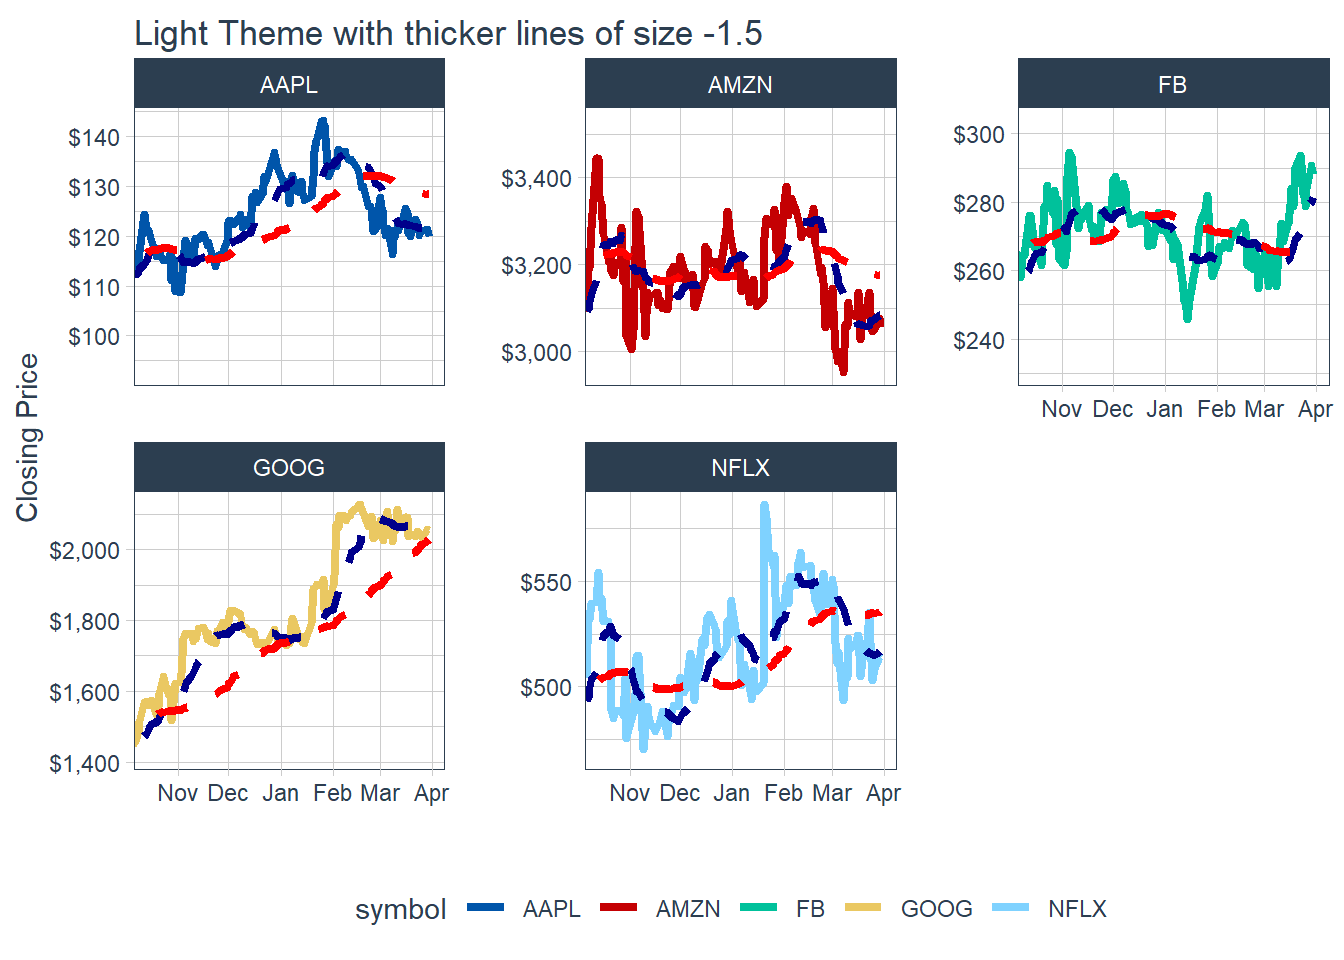 Light Theme with thicker lines of size -1.5
AAPL
AMZN
FB
$140
$130
$120
$110
$100
$3,400
$3,200
$3,000
$300
$280
$260
$240
Nov Dec Jan Feb Mar Apr
Closing Price
GOOG
NFLX
$2,000
$1,800
$1,600
$1,400
$550
$500
Nov Dec Jan Feb Mar Apr
Nov Dec Jan Feb Mar Apr
symbol AAPL AMZN FB GOOG NFLX